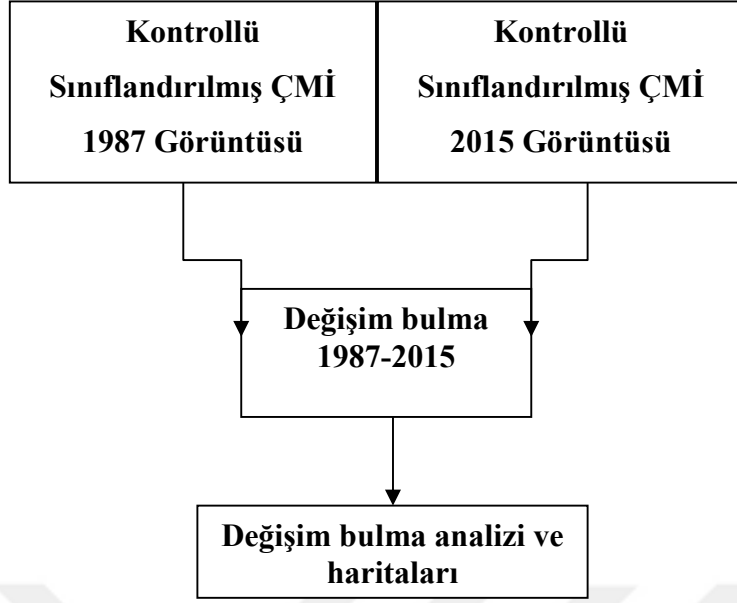 Kontrollü
Sınıflandırılmış ÇMİ
1987 Görüntüsü
Kontrollü
Sınıflandırılmış ÇMİ
2015 Görüntüsü
Değişim bulma
1987-2015
Değişim bulma analizi ve
haritaları